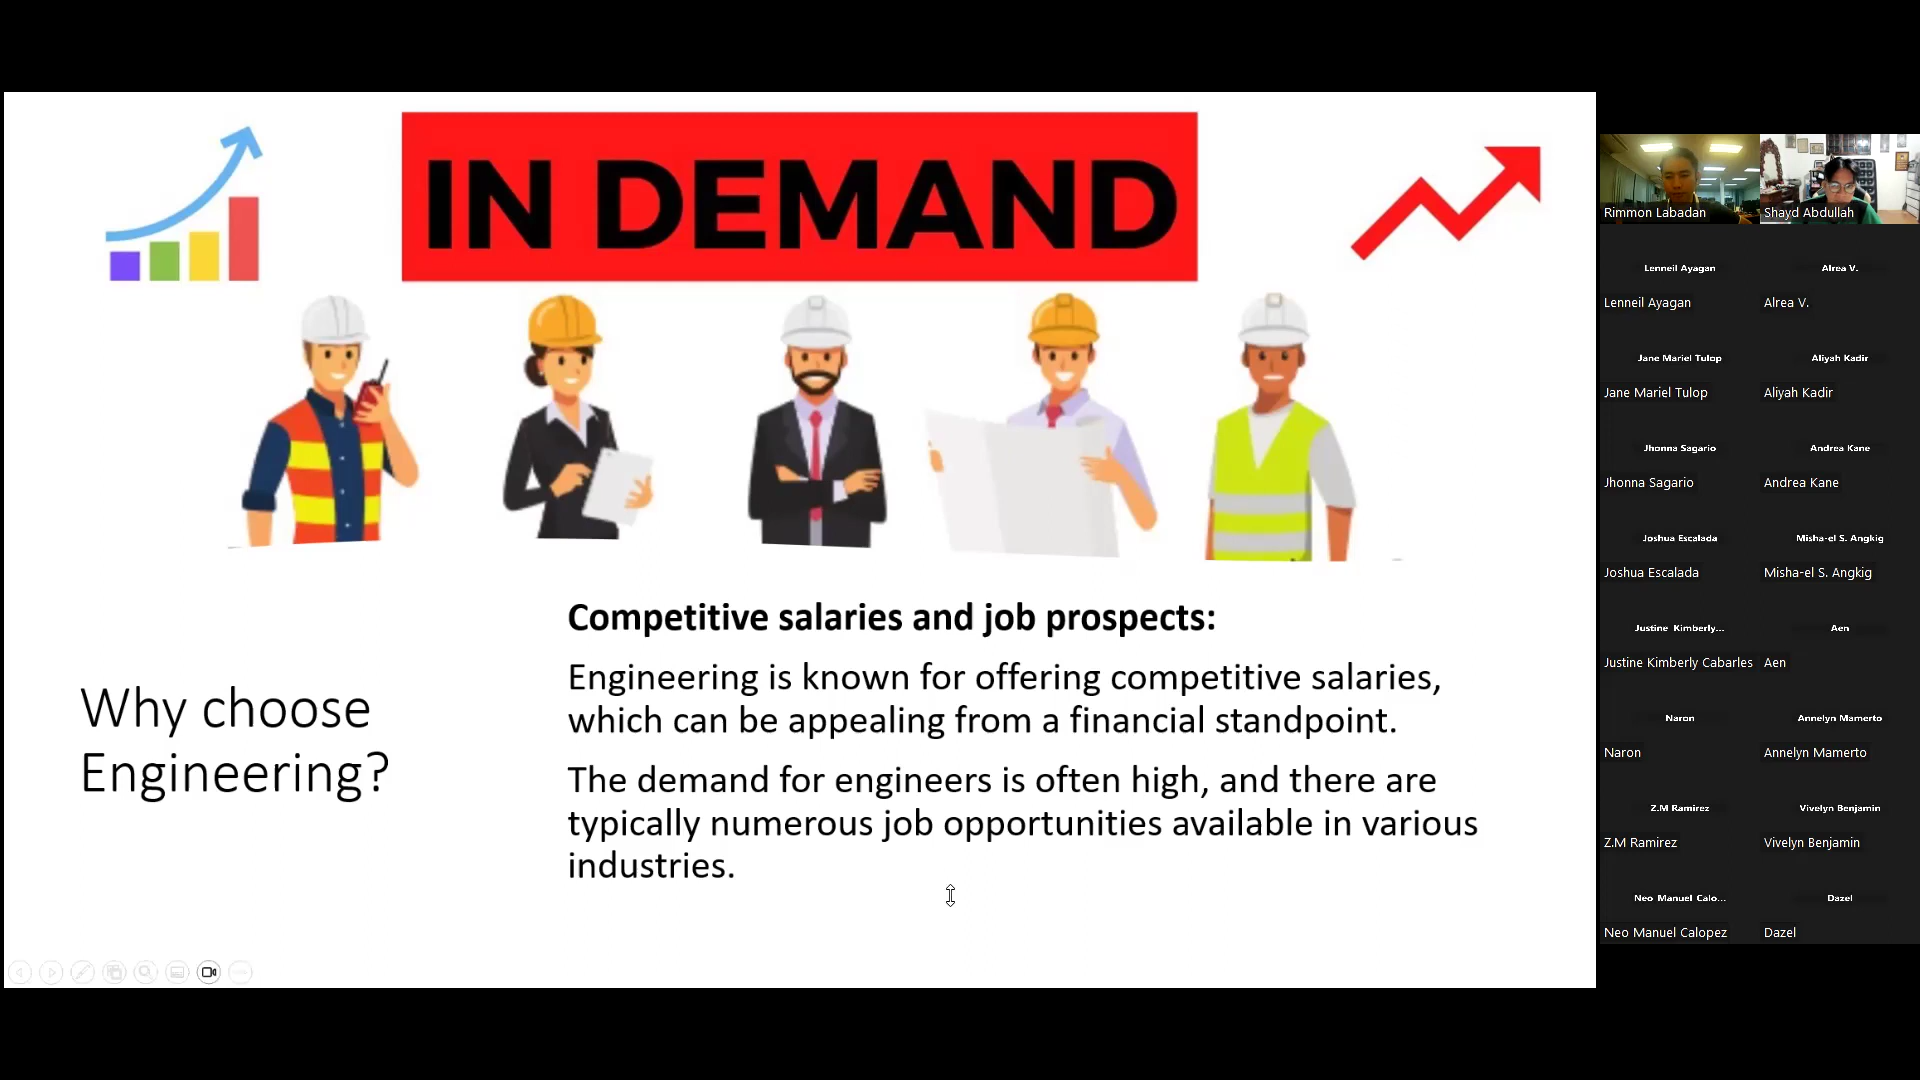 IN DEMAND
Why choose
Engineering?
Competitive salaries and job prospects:
Engineering is known for offering competitive salaries,
which can be appealing from a financial standpoint.
The demand for engineers is often high, and there are
typically numerous job opportunities available in various
industries.
Rimmon Labadan
Shayd Abdullah
Lenneil Ayagan
Lenneil Ayagan
Alrea V.
Alrea V.
Jane Mariel Tulop
Jane Mariel Tulop
Aliyah Kadir
Aliyah Kadir
Jhonna Sagario
Jhonna Sagario
Andrea Kane
Andrea Kane
Joshua Escalada
Joshua Escalada
Misha-el S. Angkig
Misha-el S. Angkig
Justine Kimberly...
Justine Kimberly Cabarles
Aen
Aen
Naron
Naron
Annelyn Mamerto
Annelyn Mamerto
Z.M Ramirez
Z.M Ramirez
Vivelyn Benjamin
Vivelyn Benjamin
Neo Manuel Calo...
Neo Manuel Calopez
Dazel
Dazel